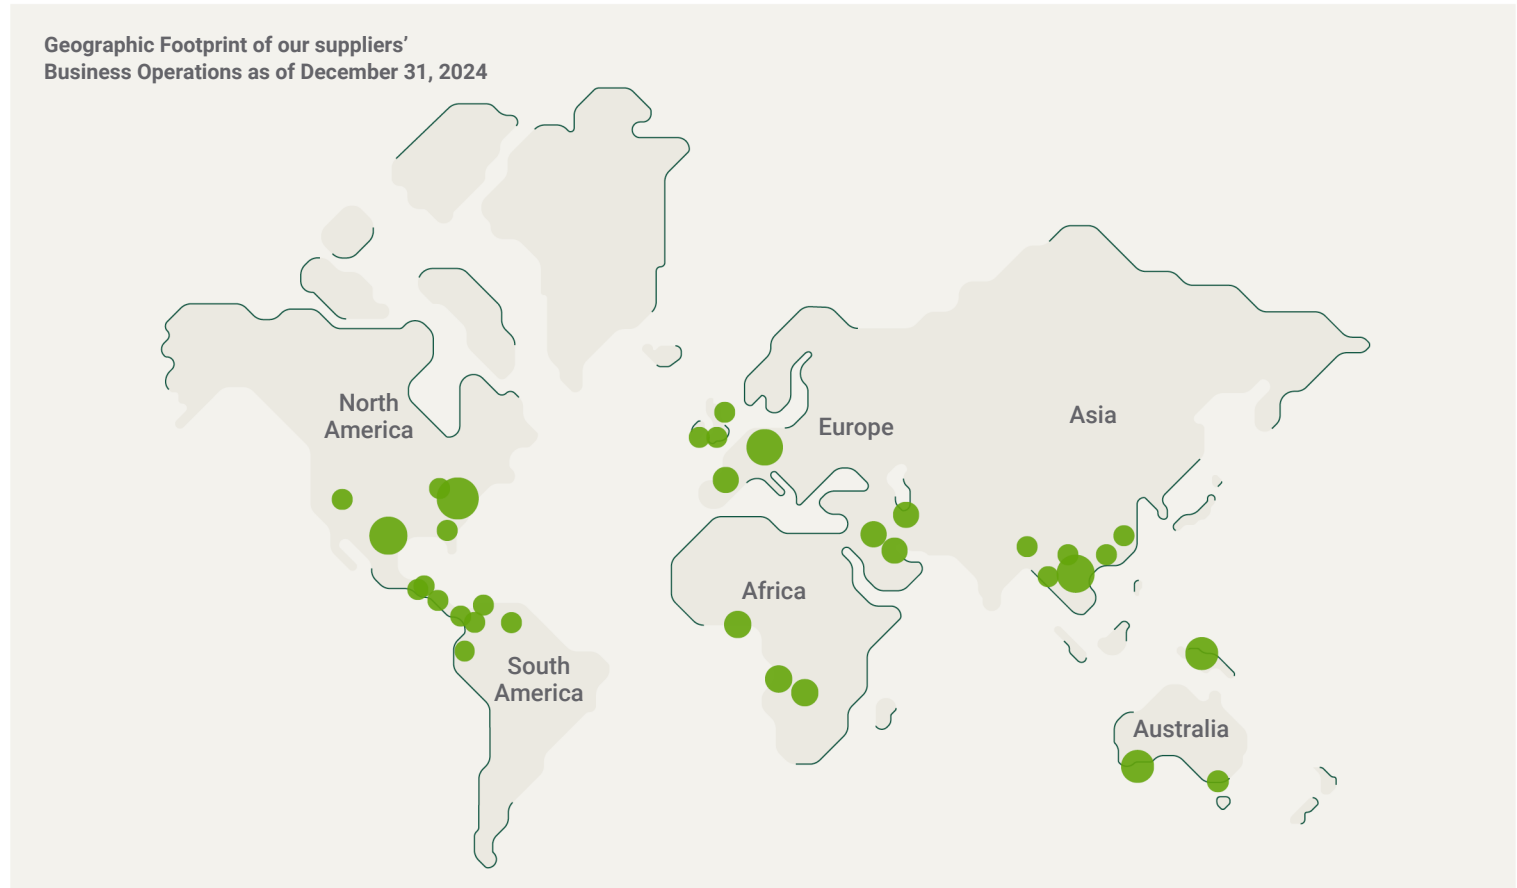 Geographic Footprint of our suppliers’
Business Operations as of December 31, 2024
North
America
Europe
Asia
Africa
South
America
Australia